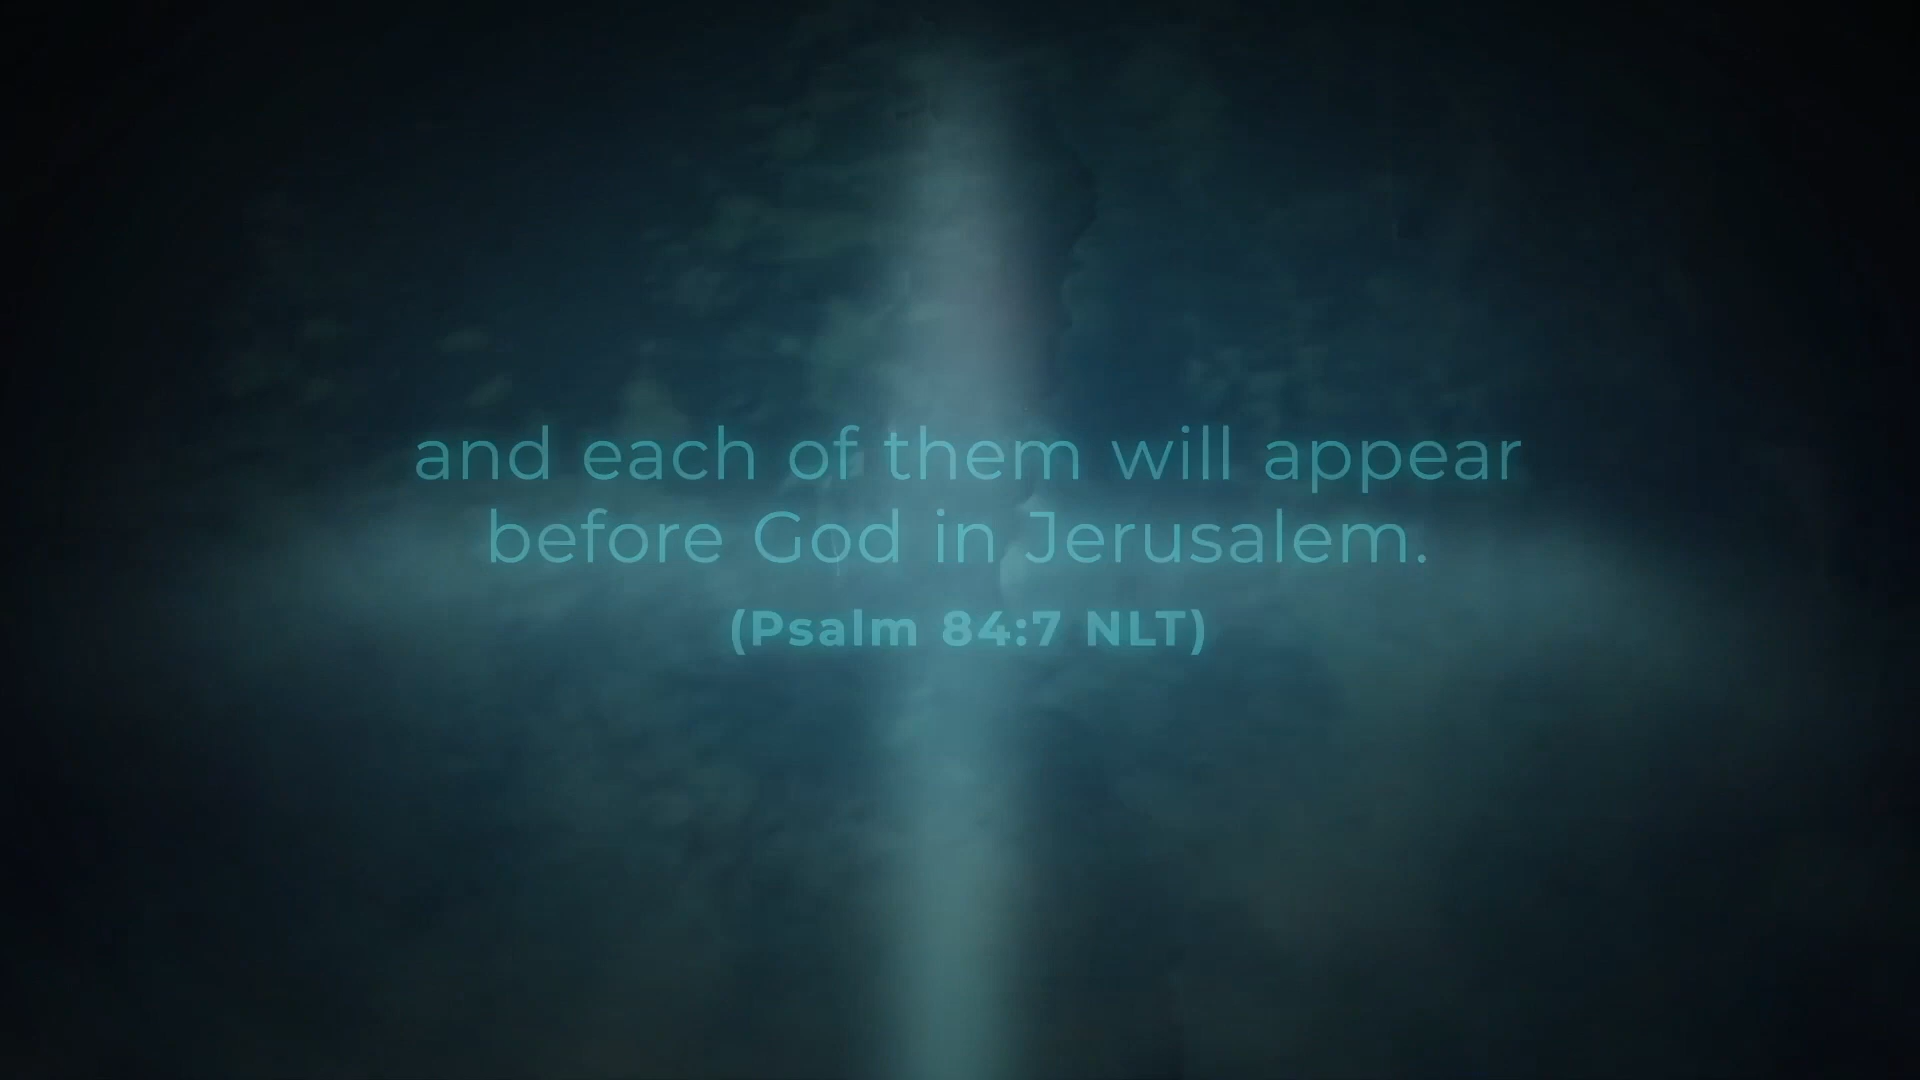 and each of them will appear
before God in Jerusalem.
(Psalm 84:7 NLT)